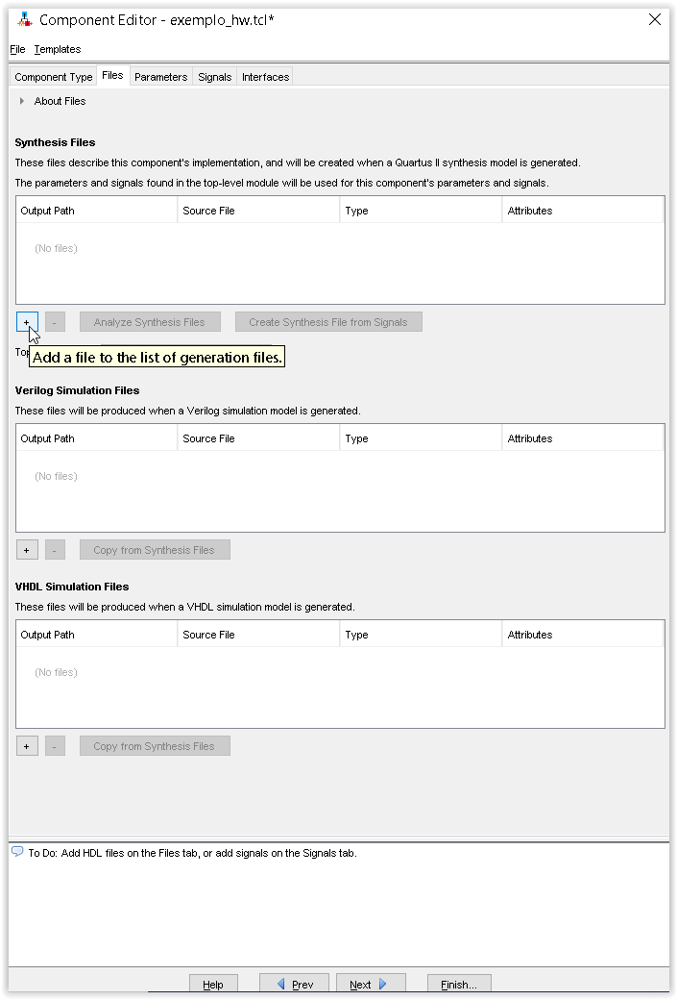 Component Editor - exemplo_hw.tcl*
File Templates
Component Type Files Parameters Signals Interfaces
About Files
Synthesis Files
These files describe this component's implementation, and will be created when a Quartus II synthesis model is generated.
The parameters and signals found in the top-level module will be used for this component's parameters and signals.
Output Path Source File Type Attributes
(No files)
+ - Analyze Synthesis Files Create Synthesis File from Signals
Add a file to the list of generation files.
Verilog Simulation Files
These files will be produced when a Verilog simulation model is generated.
Output Path Source File Type Attributes
(No files)
+ - Copy from Synthesis Files
VHDL Simulation Files
These files will be produced when a VHDL simulation model is generated.
Output Path Source File Type Attributes
(No files)
+ - Copy from Synthesis Files
To Do: Add HDL files on the Files tab, or add signals on the Signals tab.
Help Prev Next Finish...